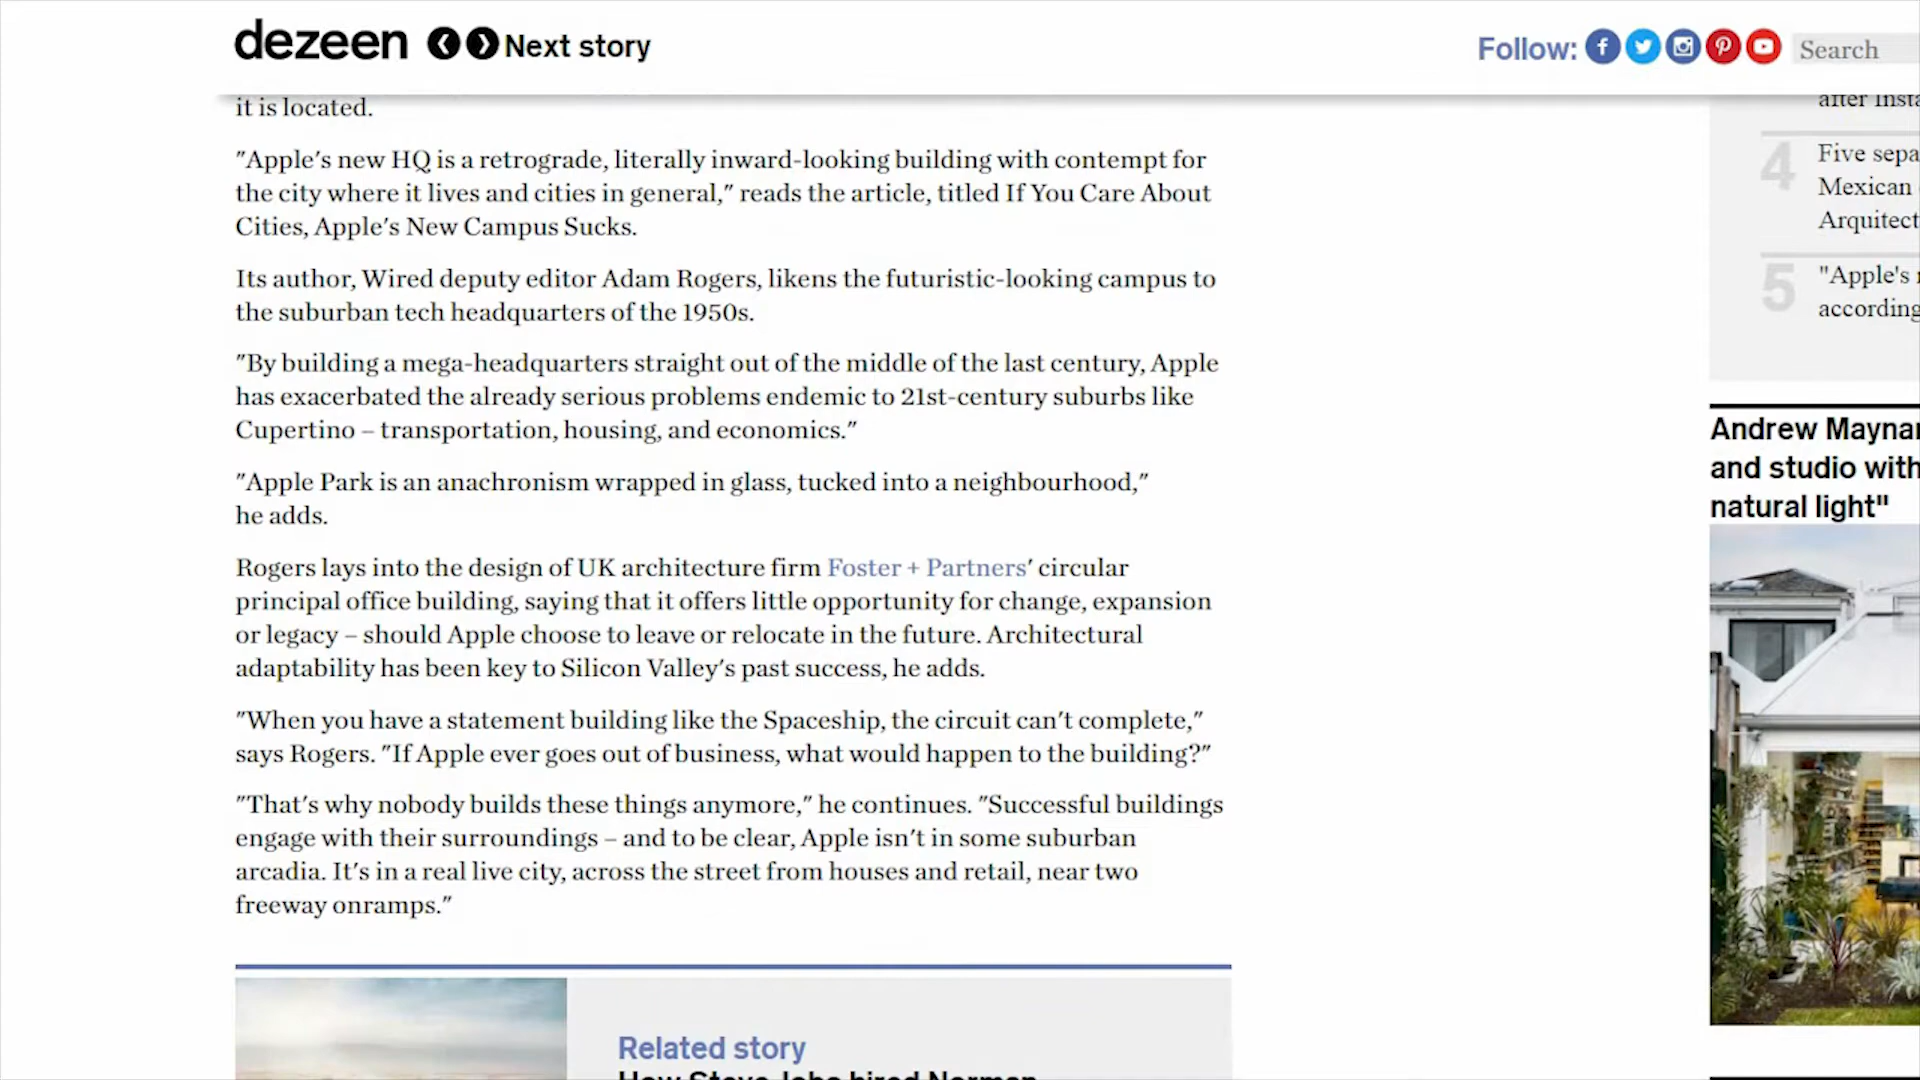 dezeen Next story
Follow: Search
it is located.
"Apple's new HQ is a retrograde, literally inward-looking building with contempt for
the city where it lives and cities in general," reads the article, titled If You Care About
Cities, Apple's New Campus Sucks.
Its author, Wired deputy editor Adam Rogers, likens the futuristic-looking campus to
the suburban tech headquarters of the 1950s.
"By building a mega-headquarters straight out of the middle of the last century, Apple
has exacerbated the already serious problems endemic to 21st-century suburbs like
Cupertino – transportation, housing, and economics."
"Apple Park is an anachronism wrapped in glass, tucked into a neighbourhood,"
he adds.
Rogers lays into the design of UK architecture firm Foster + Partners' circular
principal office building, saying that it offers little opportunity for change, expansion
or legacy – should Apple choose to leave or relocate in the future. Architectural
adaptability has been key to Silicon Valley's past success, he adds.
"When you have a statement building like the Spaceship, the circuit can't complete,"
says Rogers. "If Apple ever goes out of business, what would happen to the building?"
"That's why nobody builds these things anymore," he continues. "Successful buildings
engage with their surroundings – and to be clear, Apple isn't in some suburban
arcadia. It's in a real live city, across the street from houses and retail, near two
freeway onramps."
Related story
How Steve Jobs hired Norman
after Insta
4 Five sepa
Mexican
Arquitect
5 "Apple's
according
Andrew Maynar
and studio with
natural light"